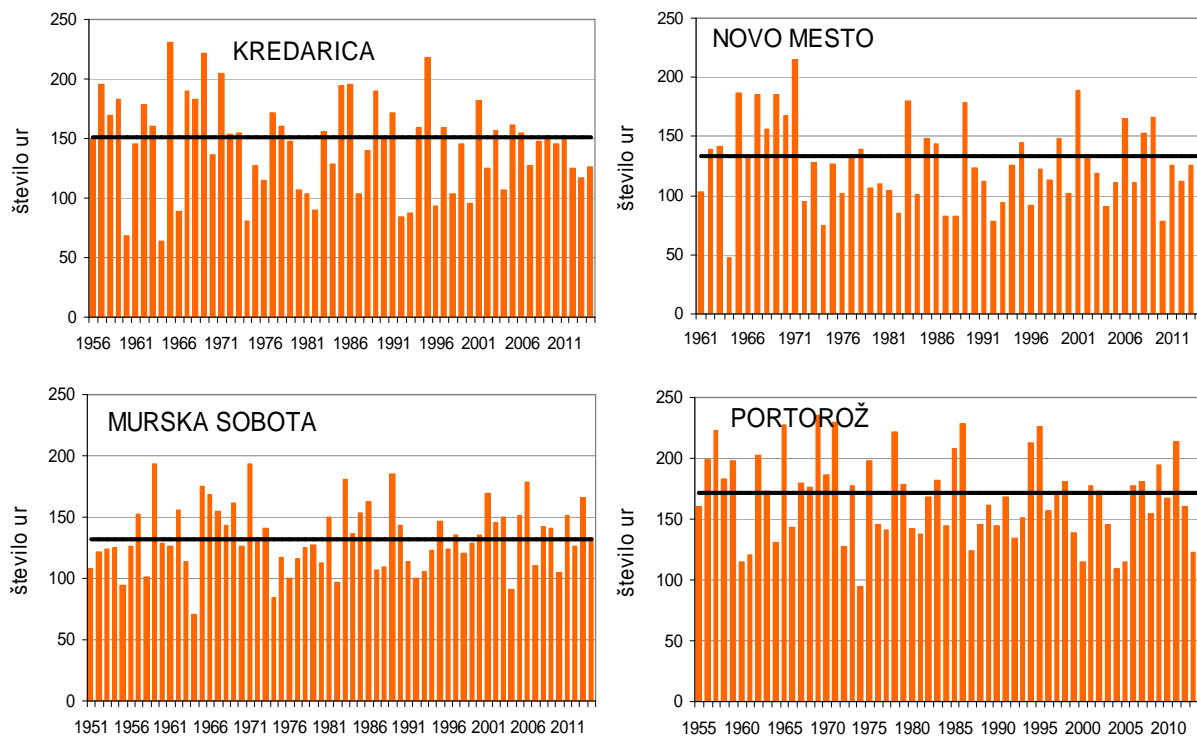 KREDARICA
250
200
150
100
50
0
število ur
1956 1961 1966 1971 1976 1981 1986 1991 1996 2001 2006 2011
NOVO MESTO
250
200
150
100
50
0
število ur
1961 1966 1971 1976 1981 1986 1991 1996 2001 2006 2011
MURSKA SOBOTA
250
200
150
100
50
0
število ur
1951 1956 1961 1966 1971 1976 1981 1986 1991 1996 2001 2006 2011
PORTOROŽ
250
200
150
100
50
0
število ur
1955 1960 1965 1970 1975 1980 1985 1990 1995 2000 2005 2010